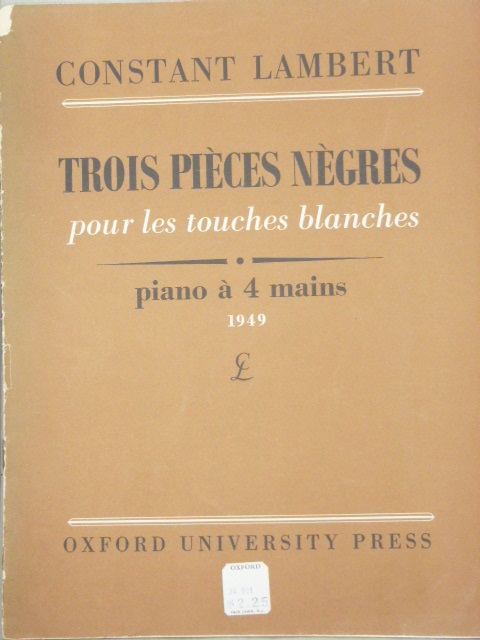 CONSTANT LAMBERT
TROIS PIÈCES NÈGRES
pour les touches blanches
piano à 4 mains
1949
CL
OXFORD UNIVERSITY PRESS
OXFORD
$2.25